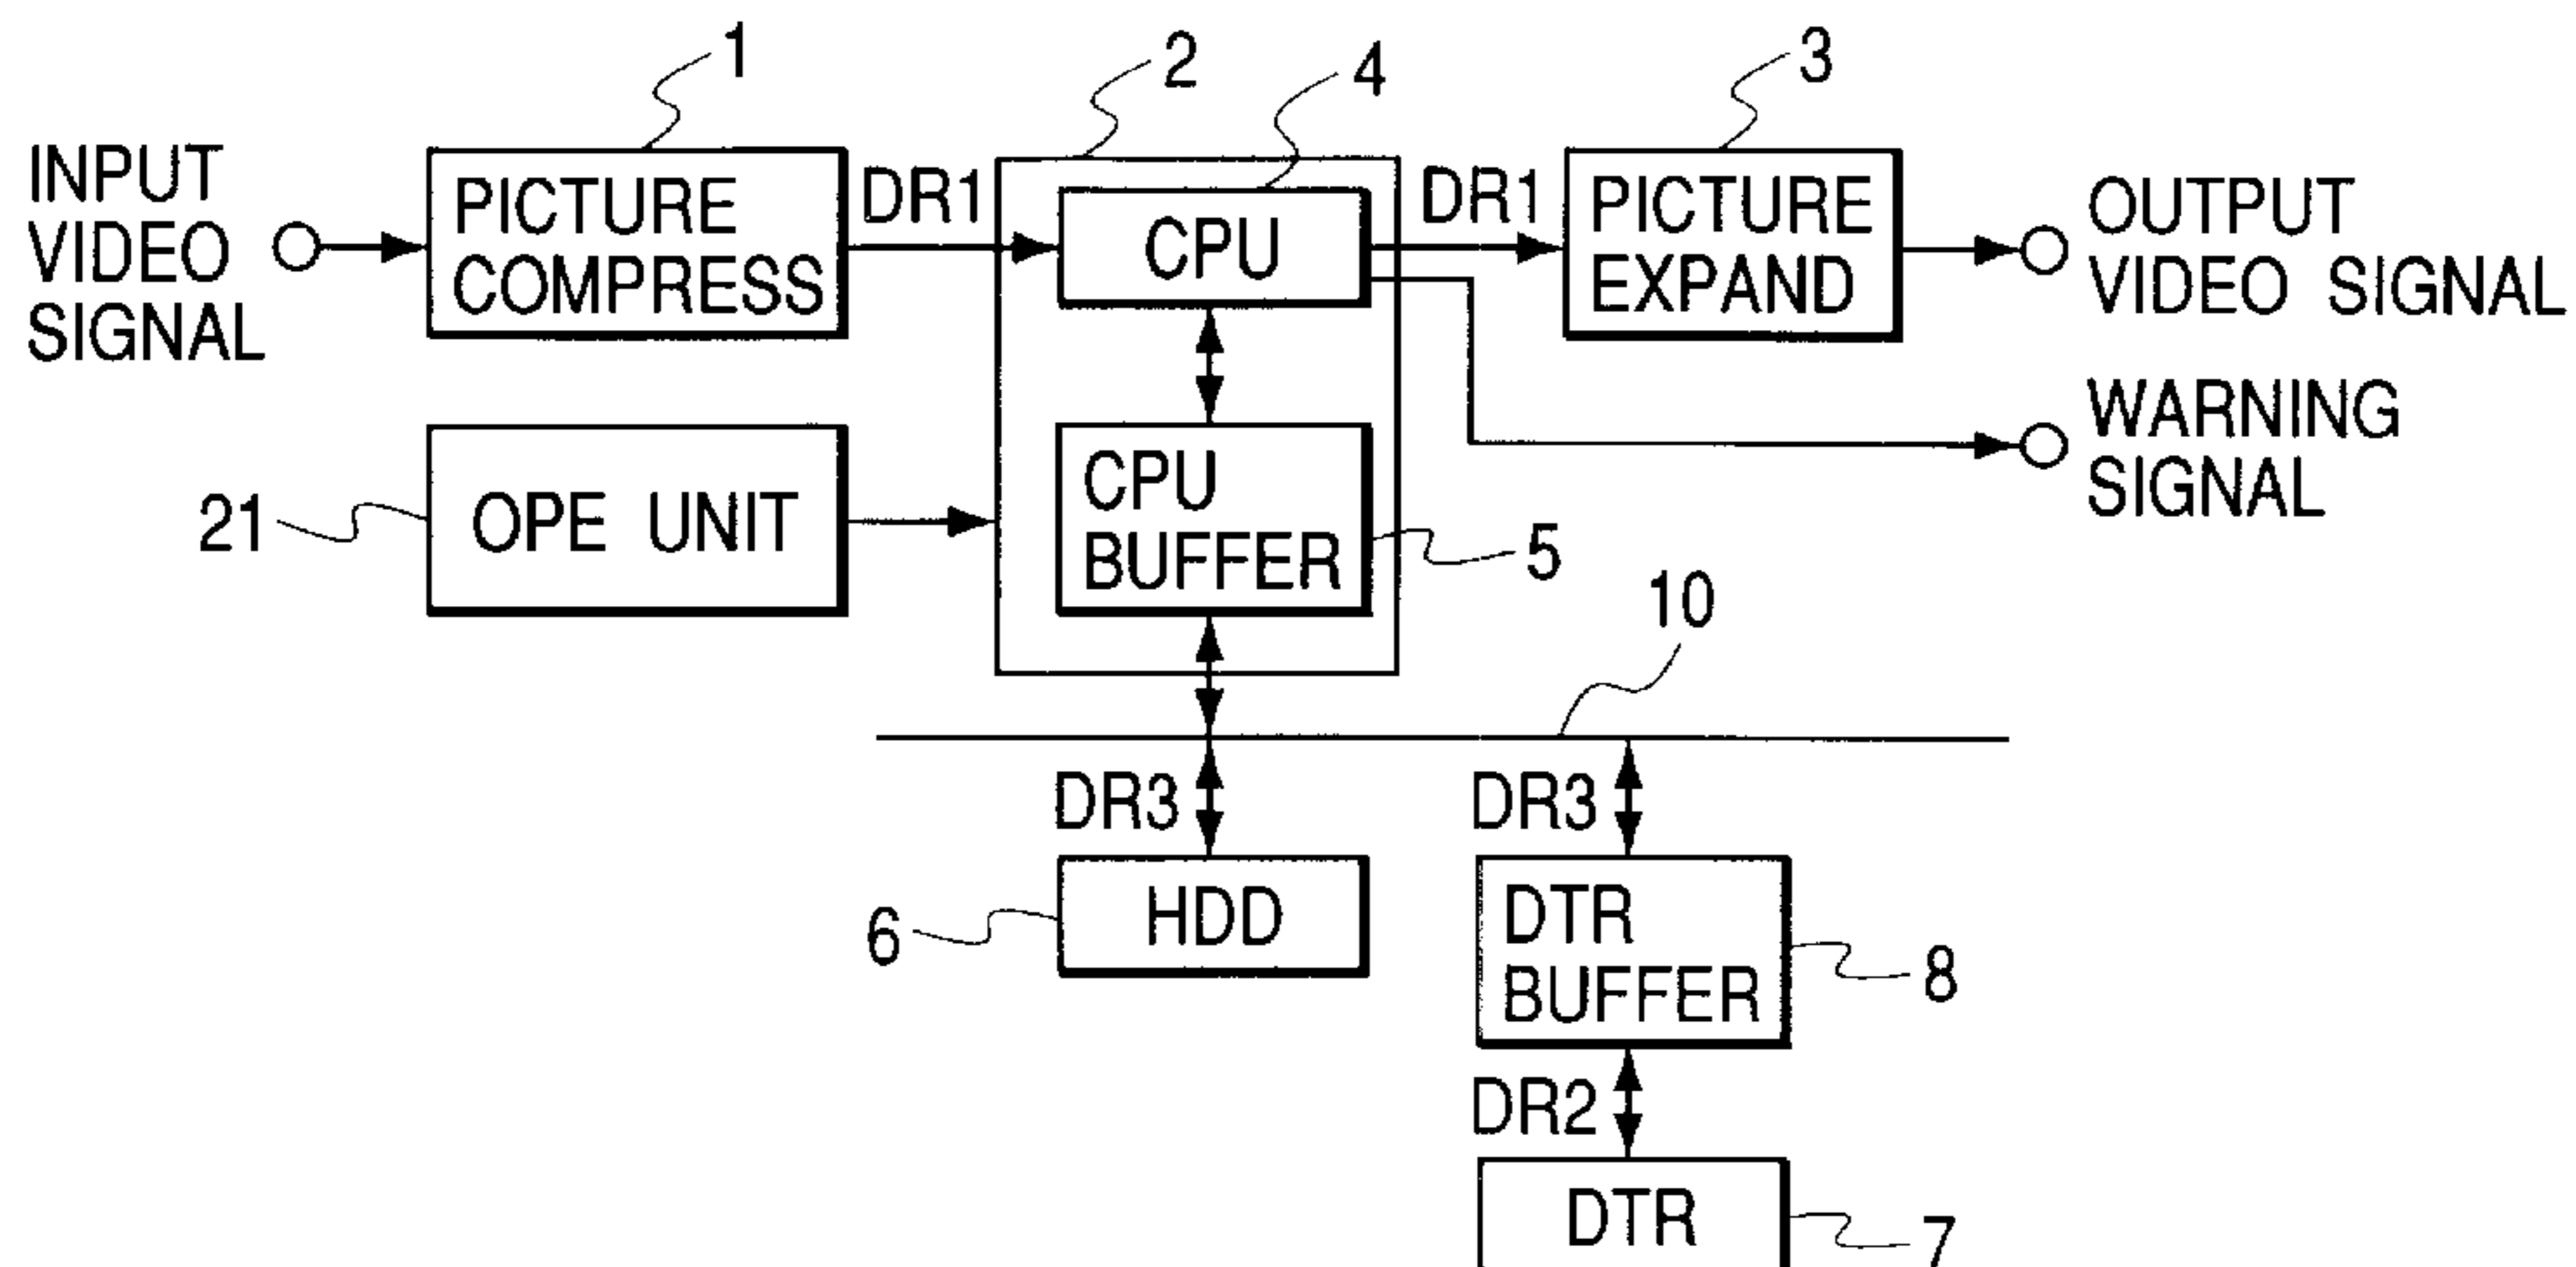 1
2
4
3
INPUT
VIDEO
SIGNAL
PICTURE
COMPRESS
DR1
CPU
DR1
PICTURE
EXPAND
OUTPUT
VIDEO SIGNAL
WARNING
SIGNAL
21
OPE UNIT
CPU
BUFFER
5
10
DR3
DR3
6
HDD
DTR
BUFFER
8
DR2
DTR
7